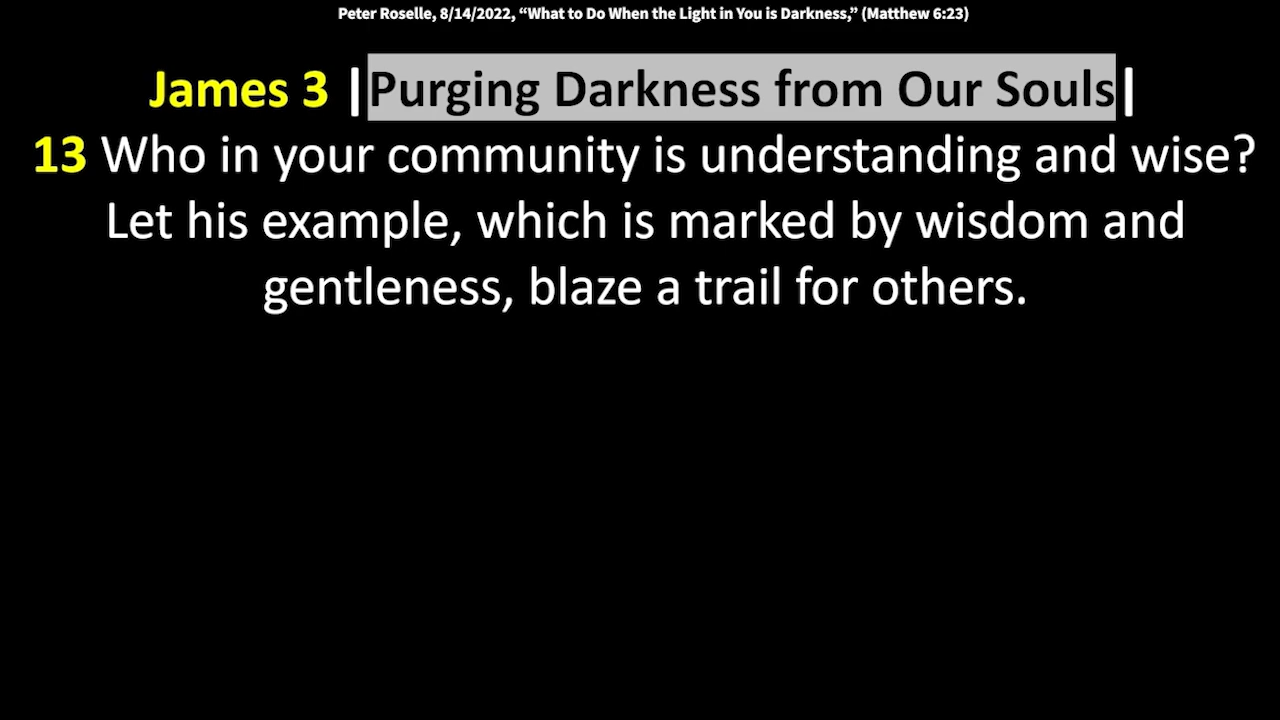 Peter Roselle, 8/14/2022, “What to Do When the Light in You is Darkness,” (Matthew 6:23)
James 3 |Purging Darkness from Our Souls|
13 Who in your community is understanding and wise?
Let his example, which is marked by wisdom and
gentleness, blaze a trail for others.